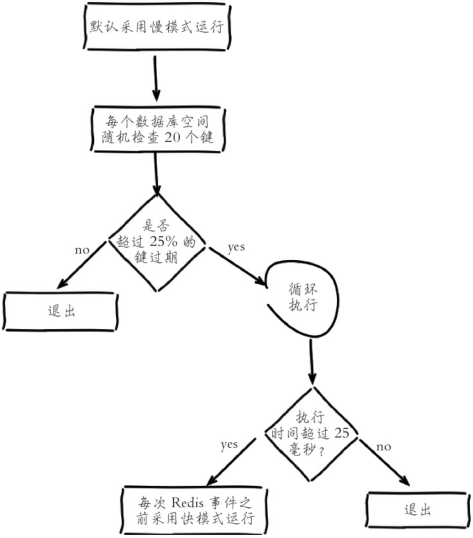 默认采用慢模式运行
每个数据库空间
随机检查 20 个键
是否
超过 25% 的
键过期
no
yes
退出
循环
执行
执行
时间超过 25
毫秒？
yes
no
每次 Redis 事件之
前采用快模式运行
退出